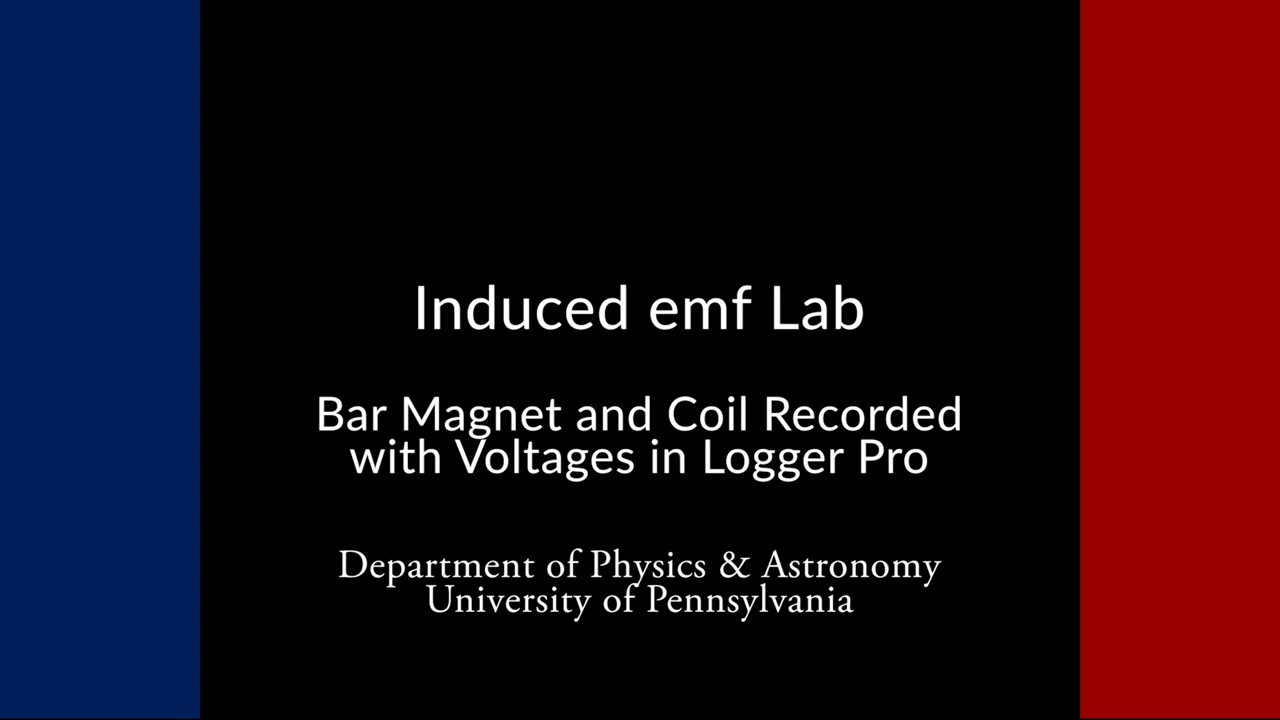 Induced emf Lab
Bar Magnet and Coil Recorded
with Voltages in Logger Pro
Department of Physics & Astronomy
University of Pennsylvania